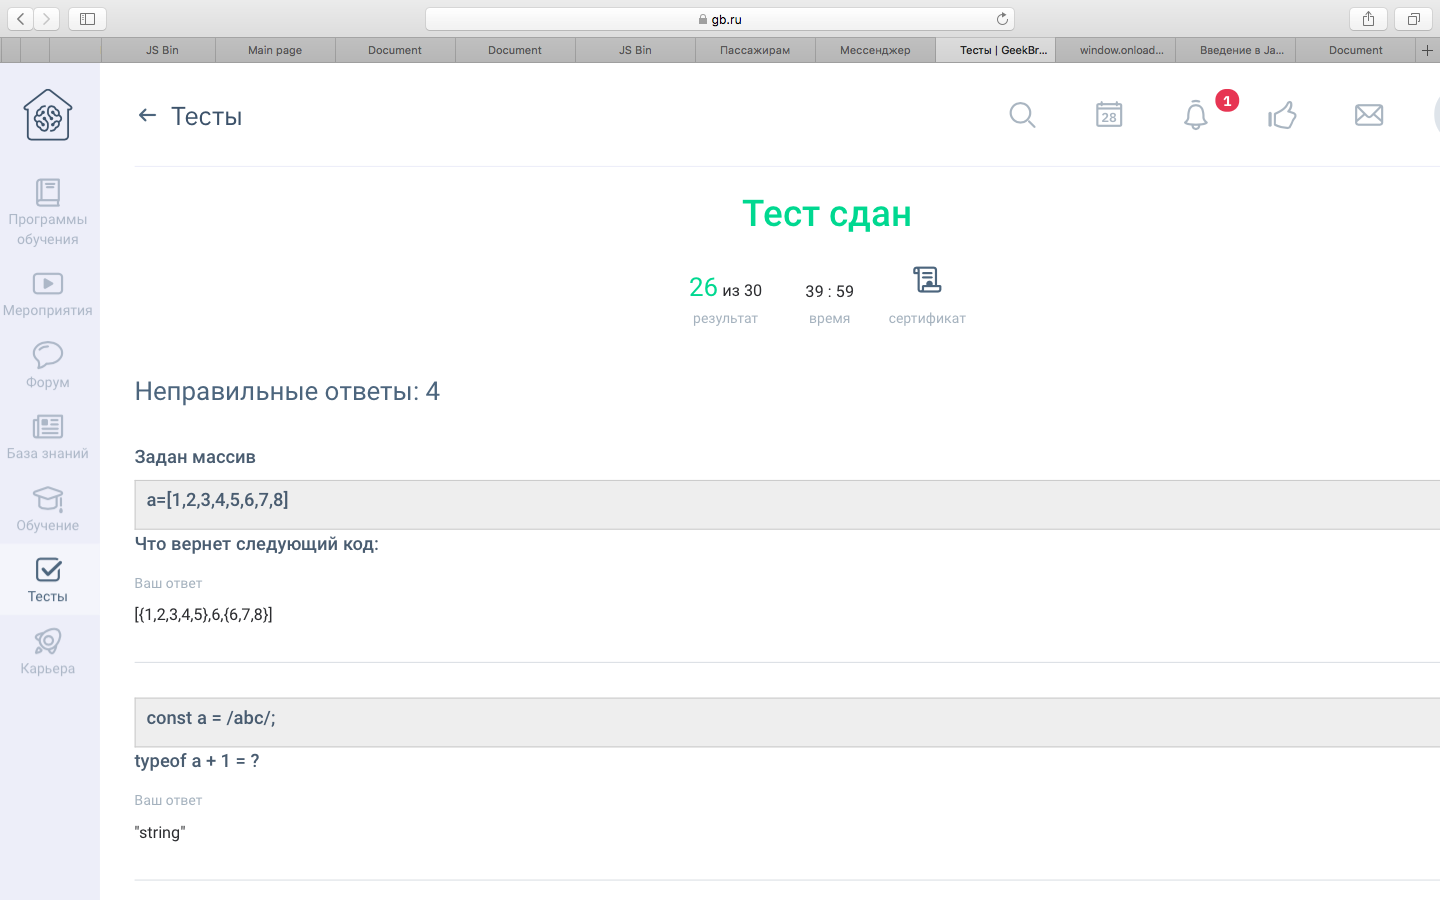 gb.ru
JS Bin
Main page
Document
Document
JS Bin
Пассажирам
Мессенджер
Тесты | GeekBr...
window.onload...
Введение в Ja...
Document
Тесты
28
1
Программы
обучения
Мероприятия
Форум
База знаний
Обучение
Тесты
Карьера
Тест сдан
26 из 30
результат
39 : 59
время
сертификат
Неправильные ответы: 4
Задан массив
a=[1,2,3,4,5,6,7,8]
Что вернет следующий код:
Ваш ответ
[{1,2,3,4,5},6,{6,7,8}]
const a = /abc/;
typeof a + 1 = ?
Ваш ответ
"string"